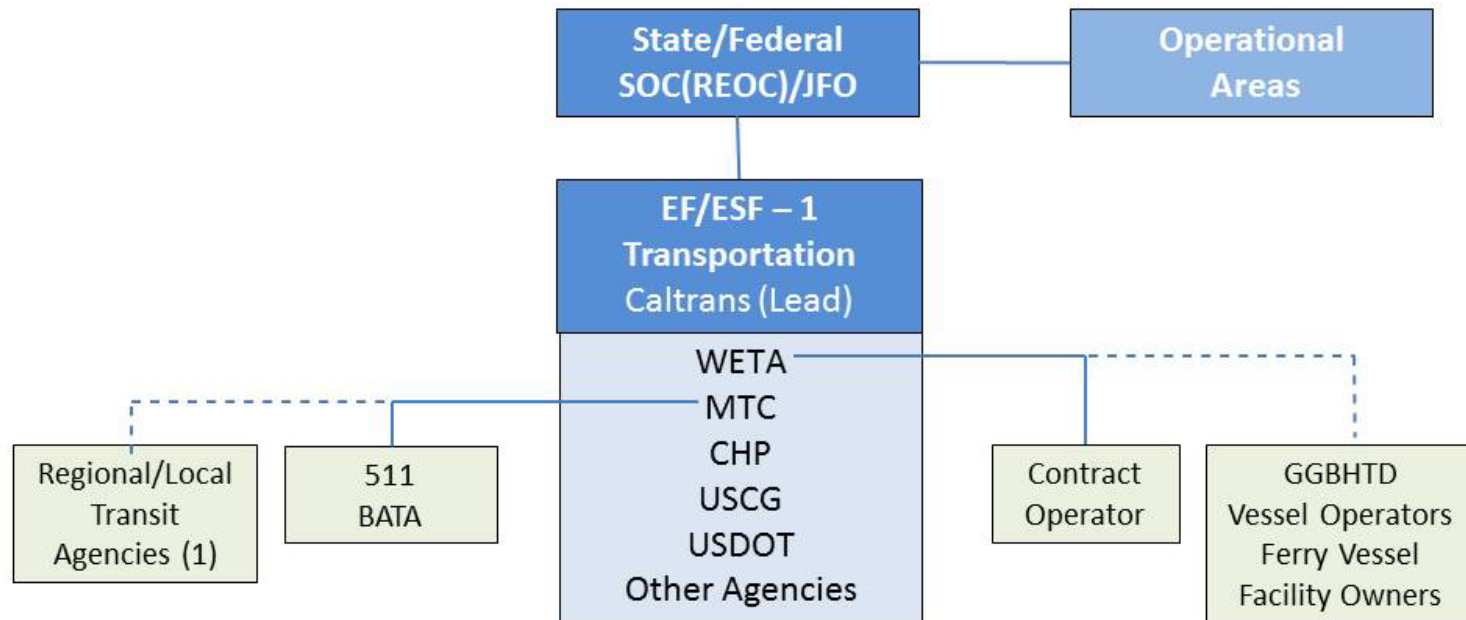 State/Federal
SOC(REOC)/JFO
Operational
Areas
EF/ESF – 1
Transportation
Caltrans (Lead)
WETA
MTC
CHP
USCG
USDOT
Other Agencies
Regional/Local
Transit
Agencies (1)
511
BATA
Contract
Operator
GGBHTD
Vessel Operators
Ferry Vessel
Facility Owners